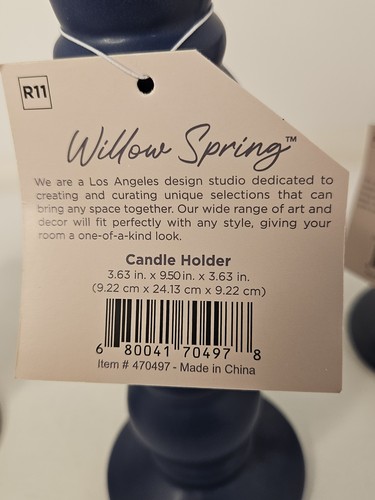 R11
Willow Spring™
We are a Los Angeles design studio dedicated to
creating and curating unique selections that can
bring any space together. Our wide range of art and
decor will fit perfectly with any style, giving your
room a one-of-a-kind look.
Candle Holder
3.63 in. x 9.50 in. x 3.63 in.
(9.22 cm x 24.13 cm x 9.22 cm)
6 80041 70497 8
Item # 470497 - Made in China